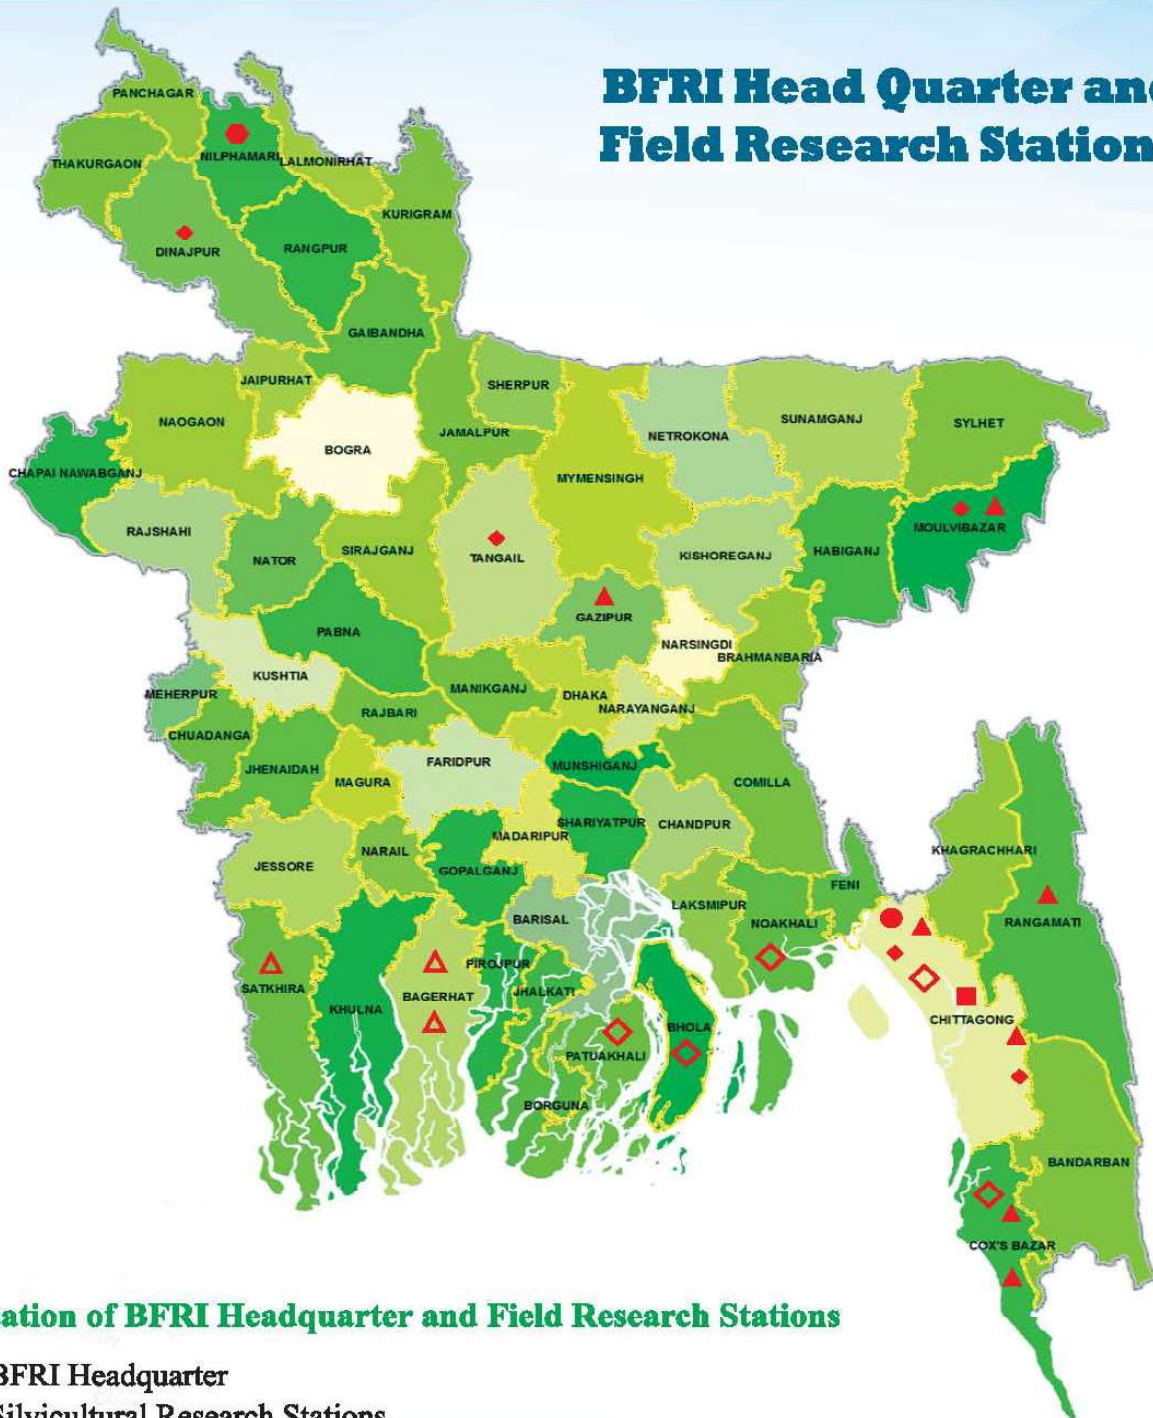 BFRI Head Quarter and
Field Research Station
PANCHAGAR
THAKURGAON
NILPHAMARI
LALMONIRHAT
KURIGRAM
DINAJPUR
RANGPUR
GAIBANDHA
JAIPURHAT
SHERPUR
NAOGAON
SUNAMGANJ
SYLHET
JAMALPUR
NETROKONA
BOGRA
CHAPAI NAWABGANJ
MYMENSINGH
RAJSHAHI
MOULVIBAZAR
SIRAJGANJ
HABIGANJ
NATOR
TANGAIL
KISHOREGANJ
GAZIPUR
PABNA
NARSINGDI
BRAHMANBARIA
KUSHTIA
MEHERPUR
MANIKGANJ
DHAKA
NARAYANGANJ
RAJBARI
CHUADANGA
FARIDPUR
MUNSHIGANJ
JHENAIDAH
MAGURA
COMILLA
SHARIYATPUR
CHANDPUR
MADARIPUR
NARAIL
KHAGRACHHARI
JESSORE
GOPALGANJ
FENI
LAKSMIPUR
BARISAL
NOAKHALI
RANGAMATI
PIROJPUR
SATKHIRA
JHALKATI
BAGERHAT
KHULNA
CHITTAGONG
BHOLA
PATUAKHALI
BORGUNA
BANDARBAN
COX'S BAZAR
ation of BFRI Headquarter and Field Research Stations
BFRI Headquarter
Silvicultural Research Stations